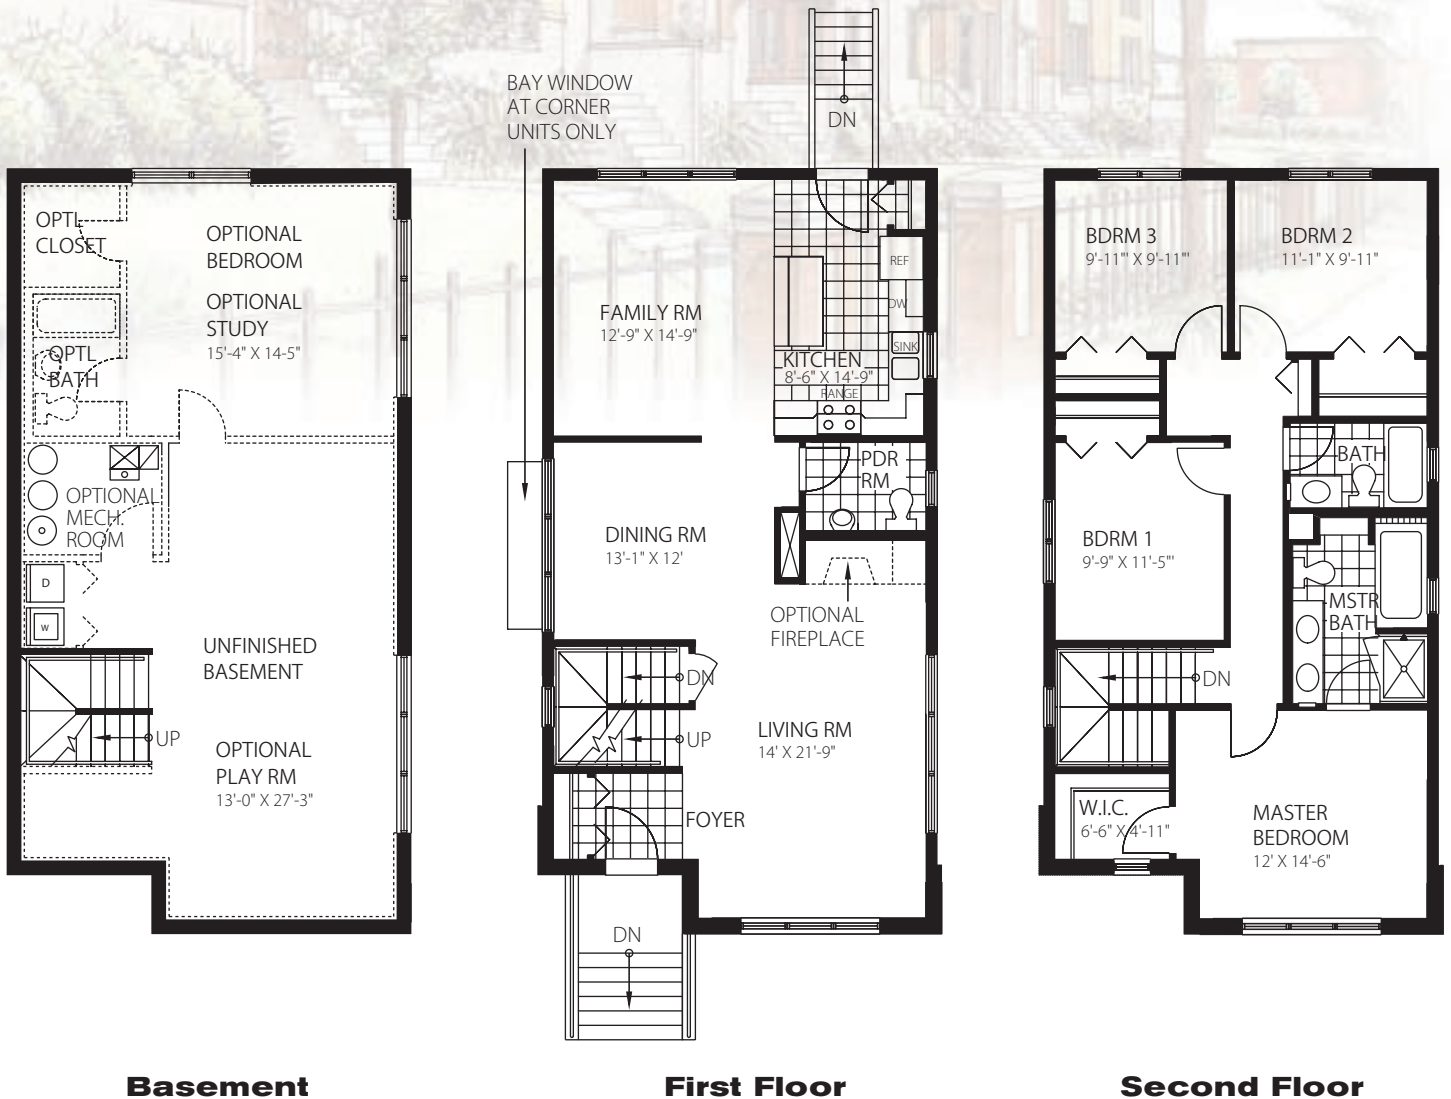 OPTL
CLOSET
OPTIONAL
BEDROOM
OPTIONAL
STUDY
15'-4" X 14-5"
OPTL
BATH
OPTIONAL
MECH.
ROOM
D
W
UNFINISHED
BASEMENT
UP
OPTIONAL
PLAY RM
13'-0" X 27'-3"
Basement
BAY WINDOW
AT CORNER
UNITS ONLY
DN
FAMILY RM
12'-9" X 14'-9"
REF
DW
SINK
KITCHEN
8'-6" X 14'-9"
RANGE
PDR
RM
DINING RM
13'-1" X 12'
OPTIONAL
FIREPLACE
DN
UP
LIVING RM
14' X 21'-9"
FOYER
DN
First Floor
BDRM 3
9'-11'" X 9'-11'"
BDRM 2
11'-1" X 9'-11"
BATH
BDRM 1
9'-9" X 11'-5'"
MSTR
BATH
DN
W.I.C.
6'-6" X 4'-11"
MASTER
BEDROOM
12' X 14'-6"
Second Floor